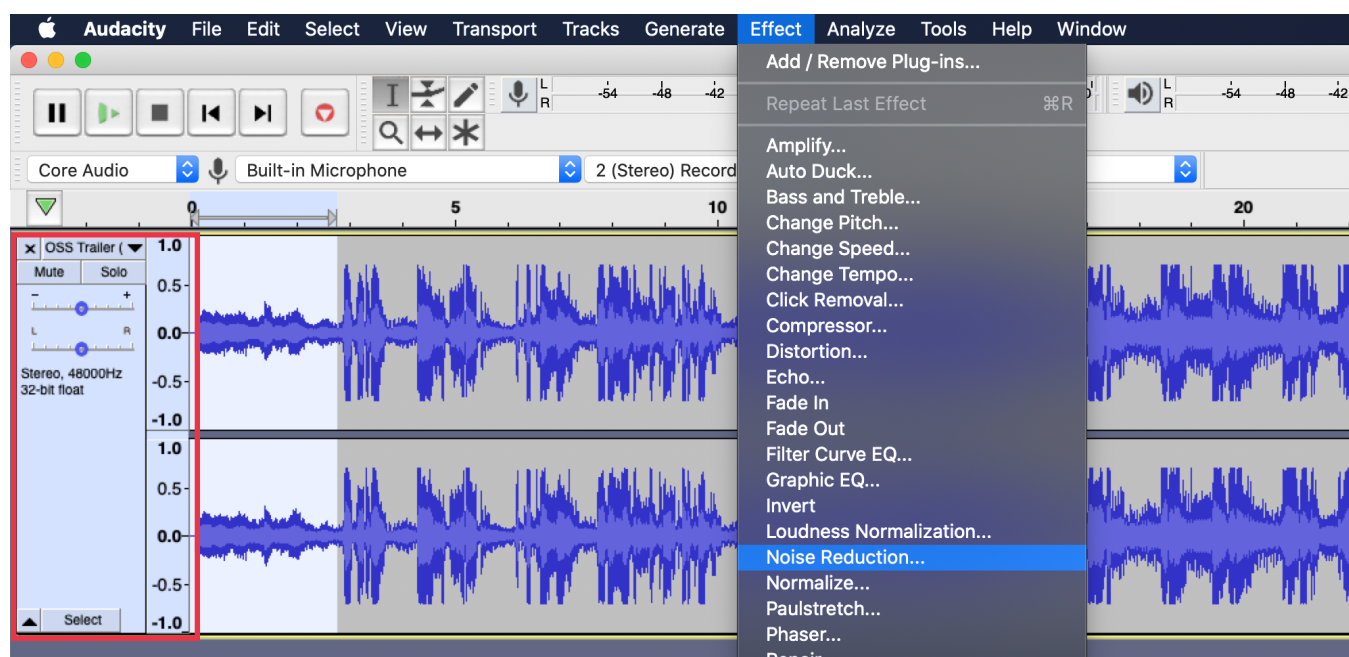 Audacity File Edit Select View Transport Tracks Generate Effect Analyze Tools Help Window
Add / Remove Plug-ins...
Repeat Last Effect ⌘R
L R -54 -48 -42
L R -54 -48 -42
Core Audio
Built-in Microphone
2 (Stereo) Record
0 5 10 20
x OSS Trailer (
Mute Solo
- +
L R
Stereo, 48000Hz
32-bit float
Select
1.0
0.5-
0.0-
-0.5-
-1.0
1.0
0.5-
0.0-
-0.5-
-1.0
Amplify...
Auto Duck...
Bass and Treble...
Change Pitch...
Change Speed...
Change Tempo...
Click Removal...
Compressor...
Distortion...
Echo...
Fade In
Fade Out
Filter Curve EQ...
Graphic EQ...
Invert
Loudness Normalization...
Noise Reduction...
Normalize...
Paulstretch...
Phaser...